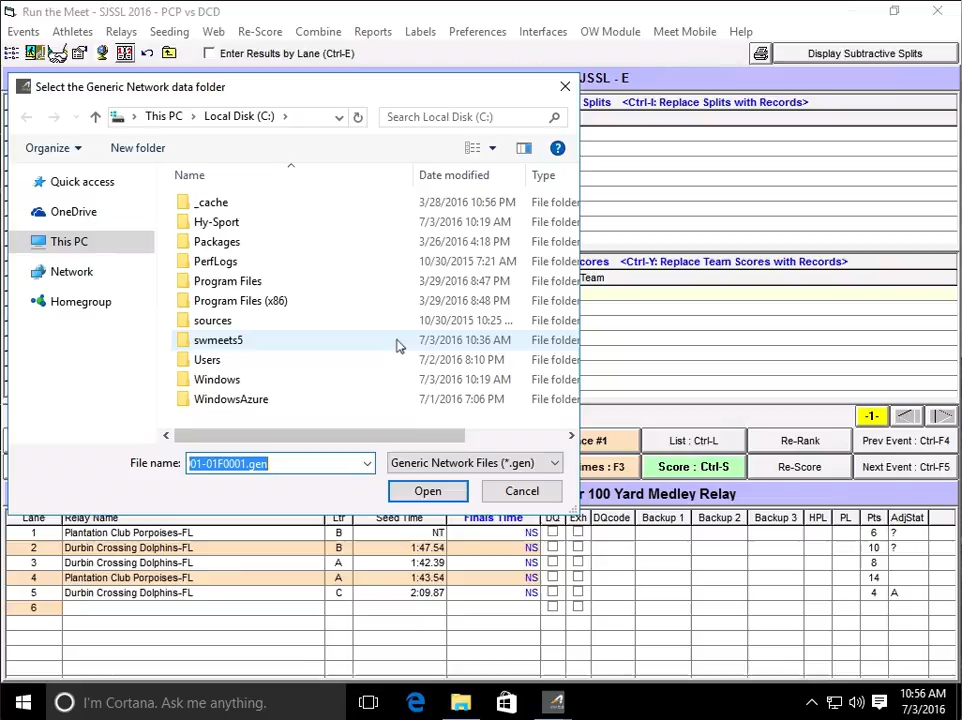 Run the Meet - SJSSL 2016 - PCP vs DCD
Events Athletes Relays Seeding Web Re-Score Combine Reports Labels Preferences Interfaces OW Module Meet Mobile Help
Enter Results by Lane (Ctrl-E) Display Subtractive Splits
Select the Generic Network data folder
JSSL - E
Splits <Ctrl-I: Replace Splits with Records>
This PC Local Disk (C:) Search Local Disk (C:)
Organize New folder
Name Date modified Type
Quick access
OneDrive
This PC
Network
Homegroup
_cache 3/28/2016 10:56 PM File folder
Hy-Sport 7/3/2016 10:19 AM File folder
Packages 3/26/2016 4:18 PM File folder
PerfLogs 10/30/2015 7:21 AM File folder
Program Files 3/29/2016 8:47 PM File folder
Program Files (x86) 3/29/2016 8:48 PM File folder
sources 10/30/2015 10:25 ... File folder
swmeets5 7/3/2016 10:36 AM File folder
Users 7/2/2016 8:10 PM File folder
Windows 7/3/2016 10:19 AM File folder
WindowsAzure 7/1/2016 7:06 PM File folder
cores <Ctrl-Y: Replace Team Scores with Records>
Team
File name: 01-01F0001.gen Generic Network Files (*.gen)
Open Cancel
-1-
ce #1 List : Ctrl-L Re-Rank Prev Event : Ctrl-F4
mes : F3 Score : Ctrl-S Re-Score Next Event : Ctrl-F5
r 100 Yard Medley Relay
Lane Relay Name Ltr Seed Time Finals Time DQ Exh DQcode Backup 1 Backup 2 Backup 3 HPL PL Pts AdjStat
1 Plantation Club Porpoises-FL B NT NS 6 ?
2 Durbin Crossing Dolphins-FL B 1:47.54 NS 10 ?
3 Durbin Crossing Dolphins-FL A 1:42.39 NS 8
4 Plantation Club Porpoises-FL A 1:43.54 NS 14
5 Durbin Crossing Dolphins-FL C 2:09.87 NS 4 A
6
I'm Cortana. Ask me anything.
10:56 AM
7/3/2016